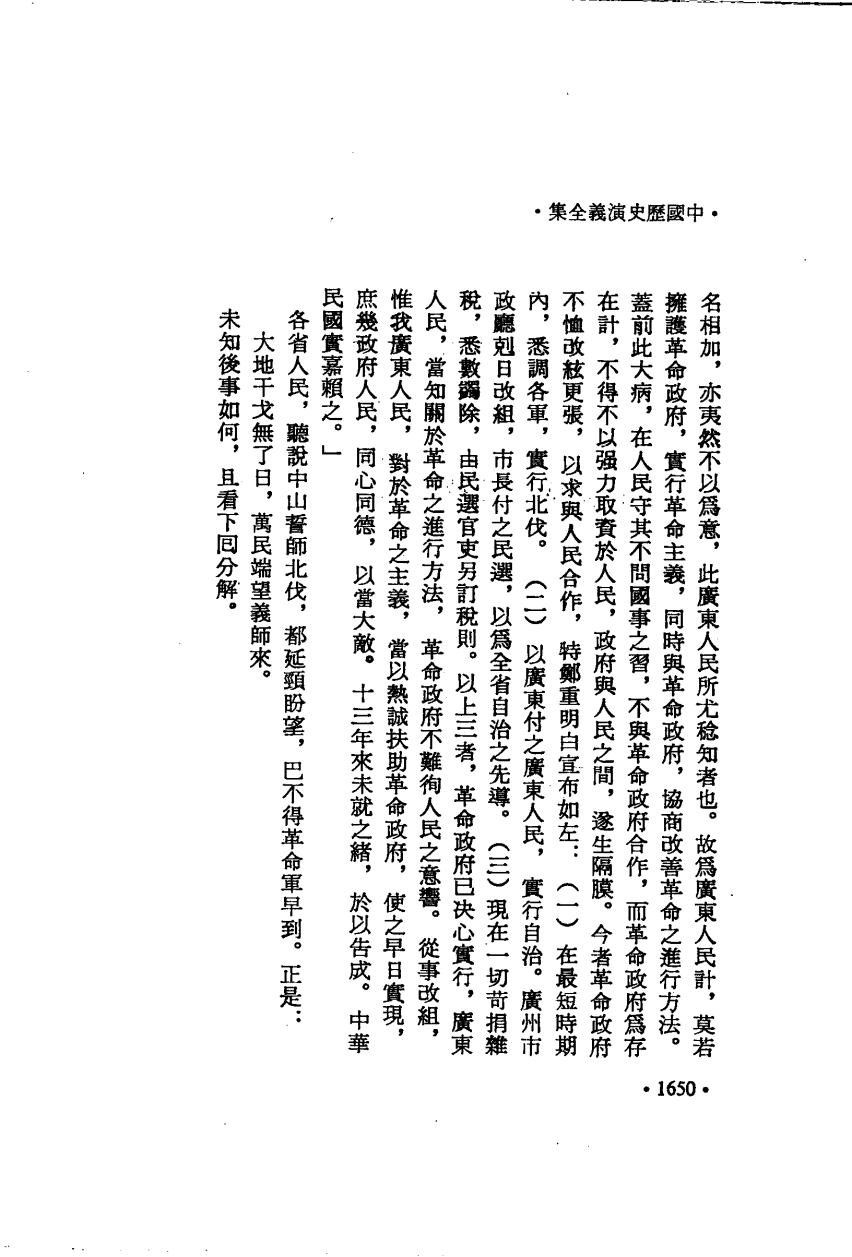 ·中國歷史演義全集·
名相加，亦夷然不以爲意，此廣東人民所尤稔知者也。故爲廣東人民計，莫若
擁護革命政府，實行革命主義，同時與革命政府，協商改善革命之進行方法。
蓋前此大病，在人民守其不問國事之習，不與革命政府合作，而革命政府爲存
在計，不得不以强力取資於人民，政府與人民之間，遂生隔膜。今者革命政府
不恤改絃更張，以求與人民合作，特鄭重明白宣布如左：（一）在最短時期
內，悉調各軍，實行北伐。（二）以廣東付之廣東人民，實行自治。廣州市
政廳剋日改組，市長付之民選，以爲全省自治之先導。（三）現在一切苛捐雜
稅，悉數蠲除，由民選官吏另訂稅則。以上三者，革命政府已決心實行，廣東
人民，當知關於革命之進行方法，革命政府不難徇人民之意嚮。從事改組，
惟我廣東人民，對於革命之主義，當以熱誠扶助革命政府，使之早日實現，
庶幾政府人民，同心同德，以當大敵。十三年來未就之緒，於以告成。中華
民國實嘉賴之。」
各省人民，聽說中山誓師北伐，都延頸盼望，巴不得革命軍早到。正是：
大地干戈無了日，萬民端望義師來。
未知後事如何，且看下回分解。
·1650·